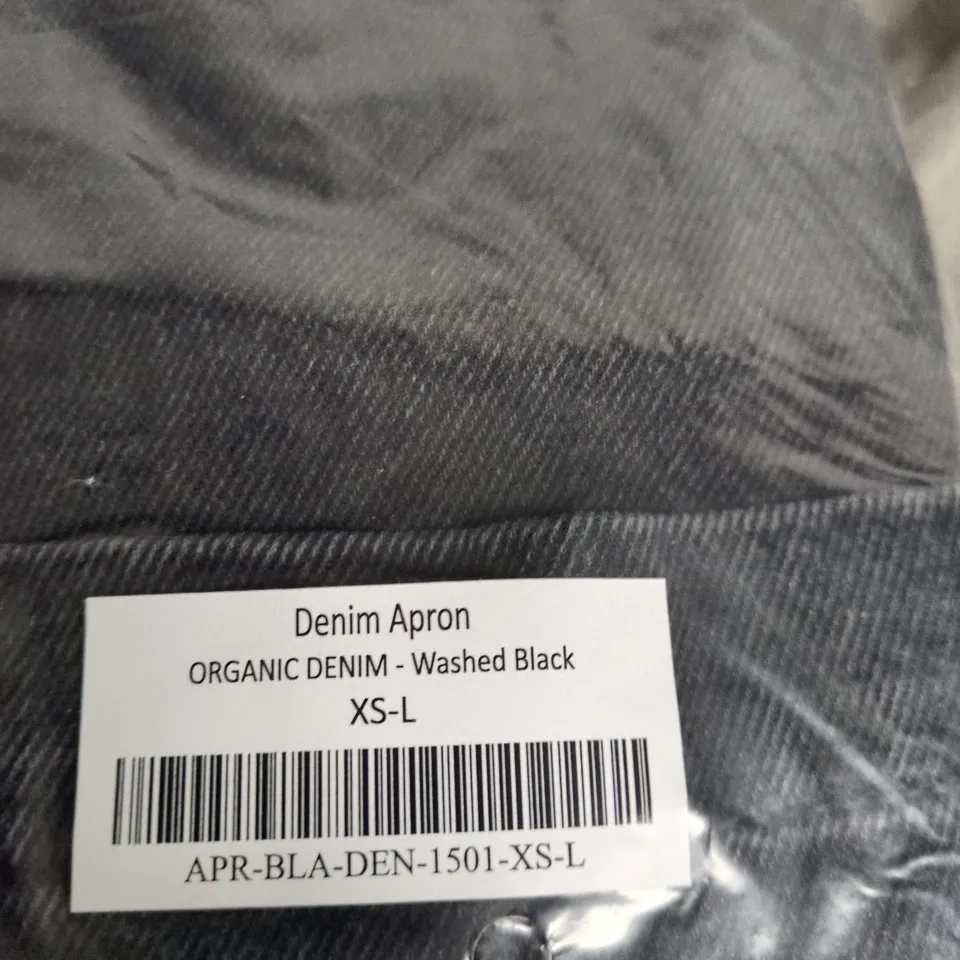 Denim Apron
ORGANIC DENIM - Washed Black
XS-L
APR-BLA-DEN-1501-XS-L